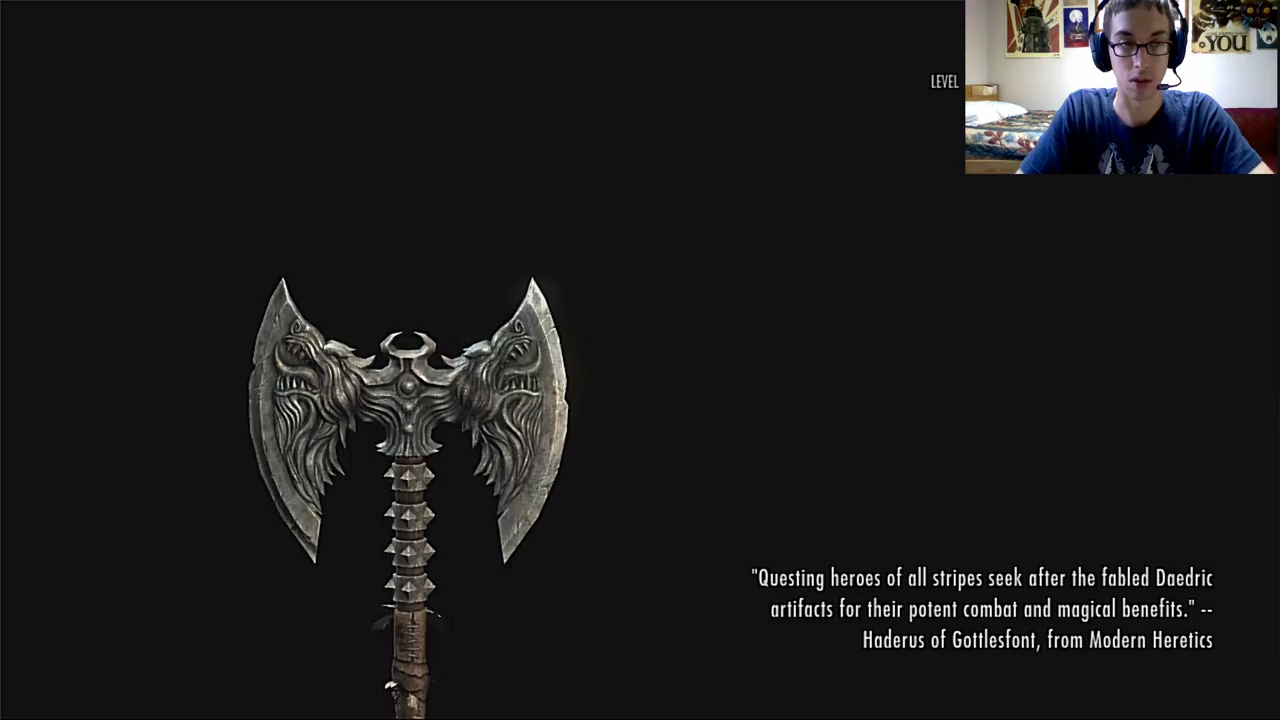 YOU
LEVEL
"Questing heroes of all stripes seek after the fabled Daedric
artifacts for their potent combat and magical benefits." --
Haderus of Gottlesfont, from Modern Heretics